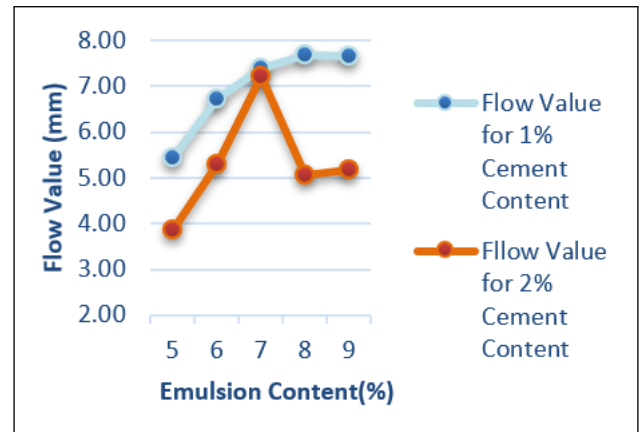 8.00
7.00
6.00
5.00
4.00
3.00
2.00
Flow Value (mm)
5 6 7 8 9
Emulsion Content(%)
Flow Value
for 1%
Cement
Content
Fllow Value
for 2%
Cement
Content